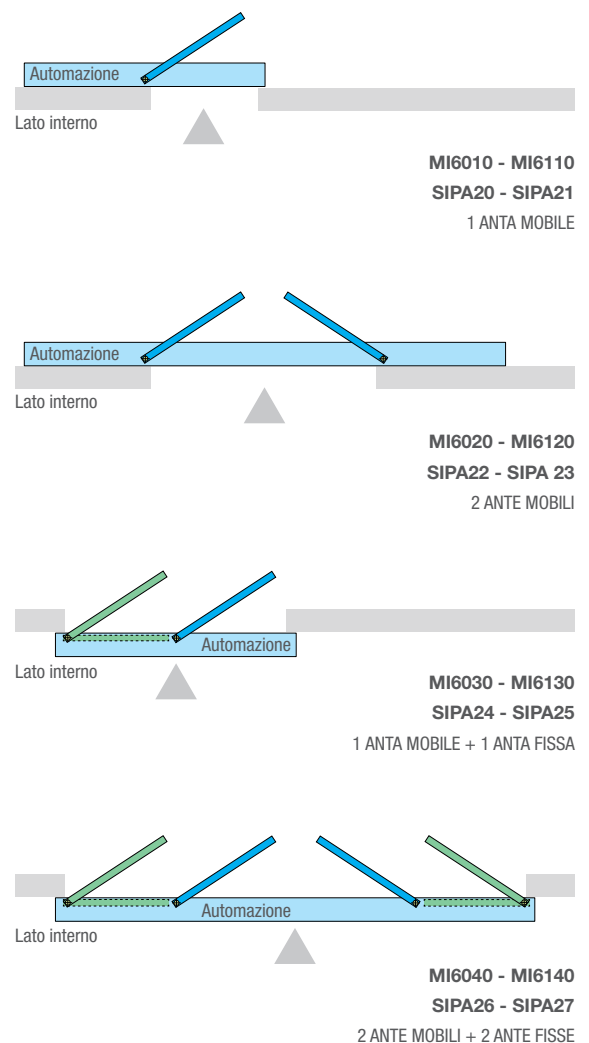 Automazione
Lato interno
MI6010 - MI6110
SIPA20 - SIPA21
1 ANTA MOBILE
Automazione
Lato interno
MI6020 - MI6120
SIPA22 - SIPA 23
2 ANTE MOBILI
Automazione
Lato interno
MI6030 - MI6130
SIPA24 - SIPA25
1 ANTA MOBILE + 1 ANTA FISSA
Automazione
Lato interno
MI6040 - MI6140
SIPA26 - SIPA27
2 ANTE MOBILI + 2 ANTE FISSE